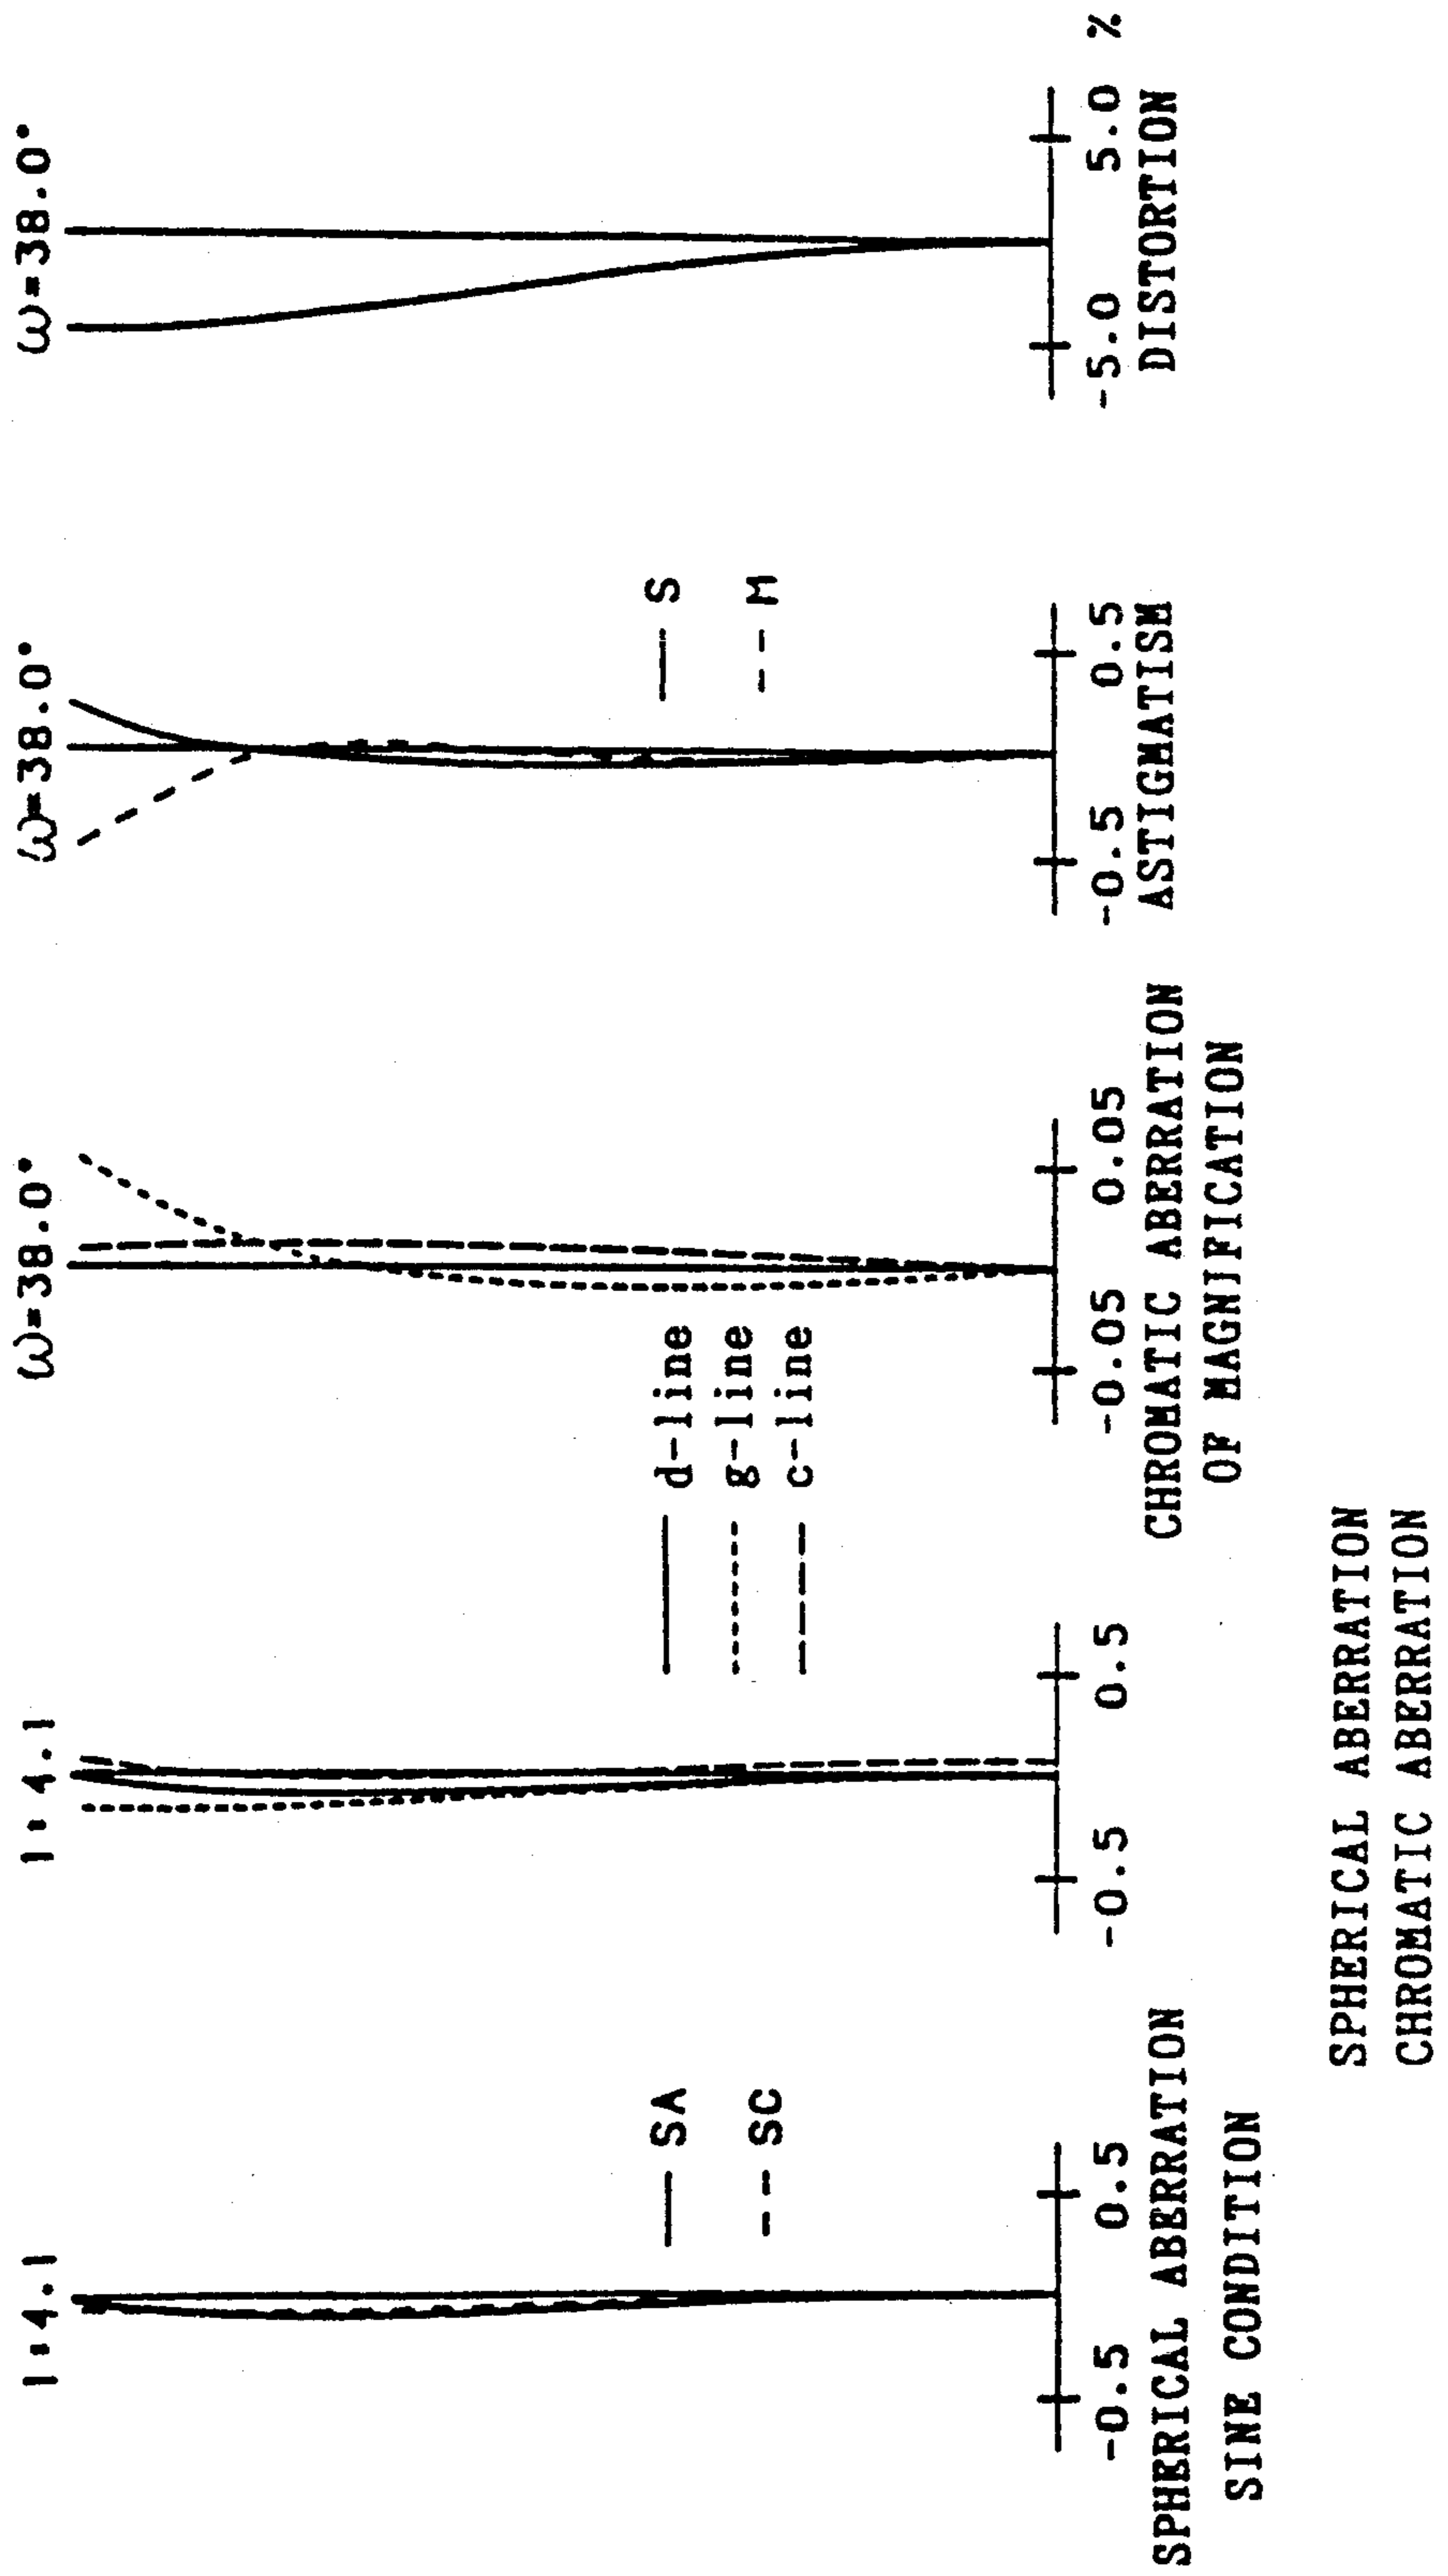 1:4.1
SA
SC
-0.5 0.5
SPHERICAL ABERRATION
SINE CONDITION
1:4.1
d-line
g-line
c-line
-0.5 0.5
SPHERICAL ABERRATION
CHROMATIC ABERRATION
ω=38.0°
-0.05 0.05
CHROMATIC ABERRATION
OF MAGNIFICATION
ω=38.0°
S
M
-0.5 0.5
ASTIGMATISM
ω=38.0°
-5.0 5.0 %
DISTORTION